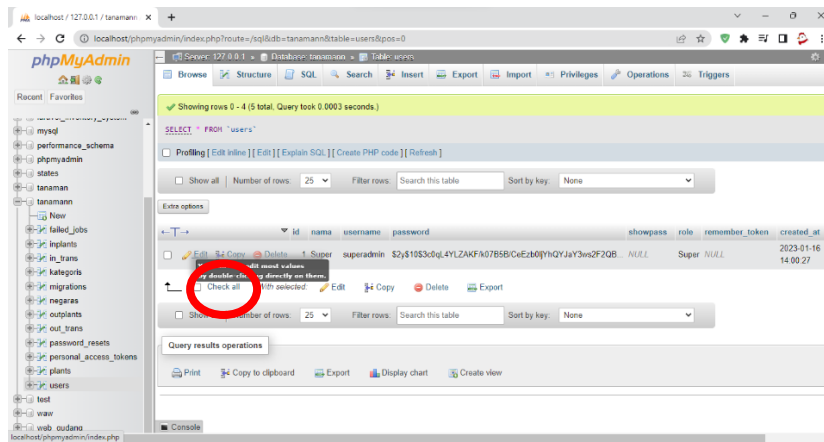 localhost / 127.0.0.1 / tanamann
localhost/phpmyadmin/index.php?route=/sql&db=tanamann&table=users&pos=0
phpMyAdmin
Recent Favorites
mysql
performance_schema
phpmyadmin
states
tanaman
tanamann
New
failed_jobs
inplants
in_trans
kategoris
migrations
negaras
outplants
out_trans
password_resets
personal_access_tokens
plants
users
test
waw
web_gudang
localhost/phpmyadmin/index.php
Server: 127.0.0.1 » Database: tanamann » Table: users
Browse Structure SQL Search Insert Export Import Privileges Operations Triggers
Showing rows 0 - 4 (5 total, Query took 0.0003 seconds.)
SELECT * FROM `users`
Profiling [ Edit inline ] [ Edit ] [ Explain SQL ] [ Create PHP code ] [ Refresh ]
Show all | Number of rows: 25 Filter rows: Search this table Sort by key: None
Extra options
←T→ id nama username password showpass role remember_token created_at
Edit Copy Delete 1 Super superadmin NULL Super NULL 2023-01-16
14:00:27
edit most values
by double-clicking directly on them.
Check all With selected: Edit Copy Delete Export
Show Number of rows: 25 Filter rows: Search this table Sort by key: None
Query results operations
Print Copy to clipboard Export Display chart Create view
Console